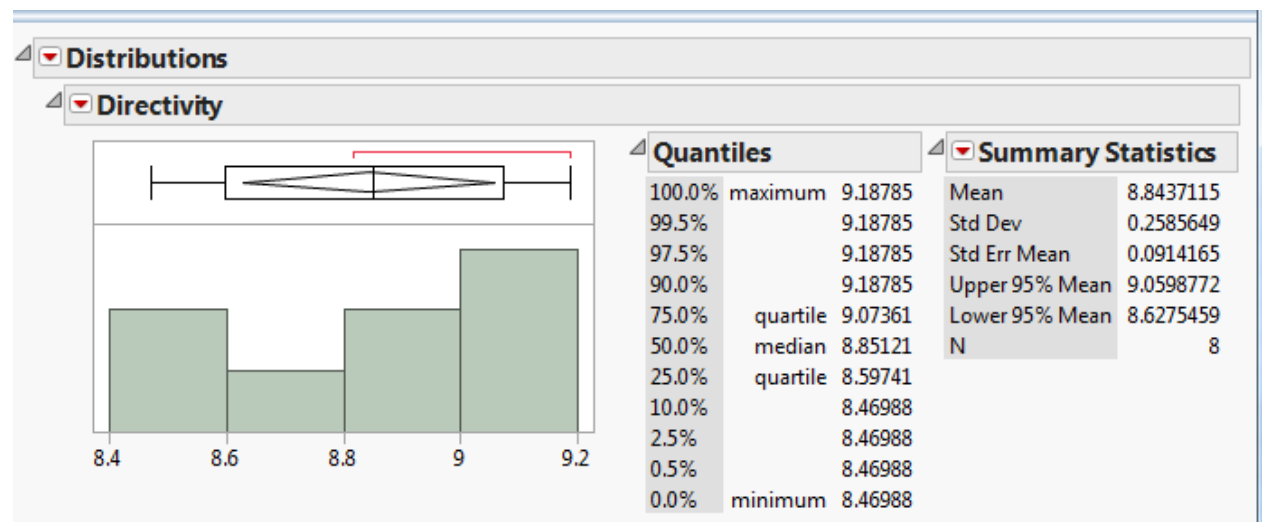 Distributions
Directivity
8.4 8.6 8.8 9 9.2
Quantiles
100.0% maximum 9.18785
99.5% 9.18785
97.5% 9.18785
90.0% 9.18785
75.0% quartile 9.07361
50.0% median 8.85121
25.0% quartile 8.59741
10.0% 8.46988
2.5% 8.46988
0.5% 8.46988
0.0% minimum 8.46988
Summary Statistics
Mean 8.8437115
Std Dev 0.2585649
Std Err Mean 0.0914165
Upper 95% Mean 9.0598772
Lower 95% Mean 8.6275459
N 8